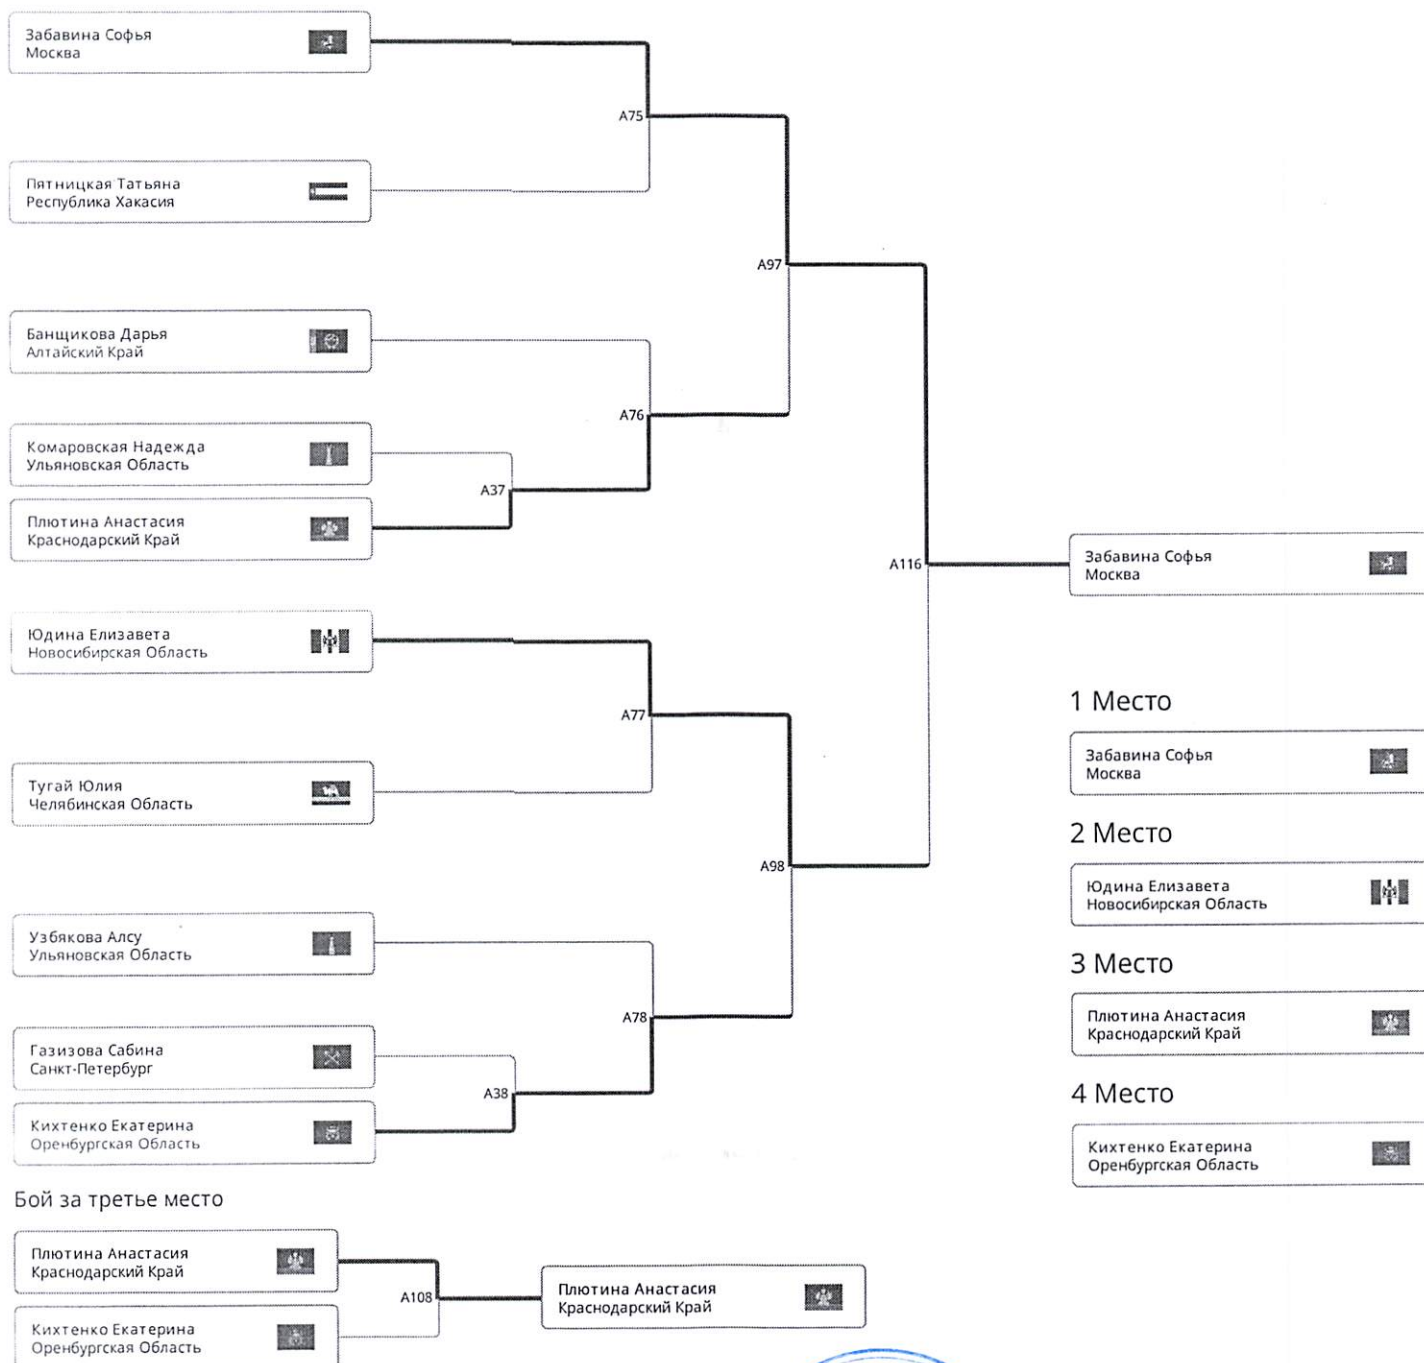 Забавина Софья
Москва
A75
Пятницкая Татьяна
Республика Хакасия
A97
Банщикова Дарья
Алтайский Край
A76
Комаровская Надежда
Ульяновская Область
A37
Плютина Анастасия
Краснодарский Край
A116
Забавина Софья
Москва
Юдина Елизавета
Новосибирская Область
A77
Тугай Юлия
Челябинская Область
A98
Узбякова Алсу
Ульяновская Область
A78
Газизова Сабина
Санкт-Петербург
A38
Кихтенко Екатерина
Оренбургская Область
1 Место
Забавина Софья
Москва
2 Место
Юдина Елизавета
Новосибирская Область
3 Место
Плютина Анастасия
Краснодарский Край
4 Место
Кихтенко Екатерина
Оренбургская Область
Бой за третье место
Плютина Анастасия
Краснодарский Край
A108
Плютина Анастасия
Краснодарский Край
Кихтенко Екатерина
Оренбургская Область